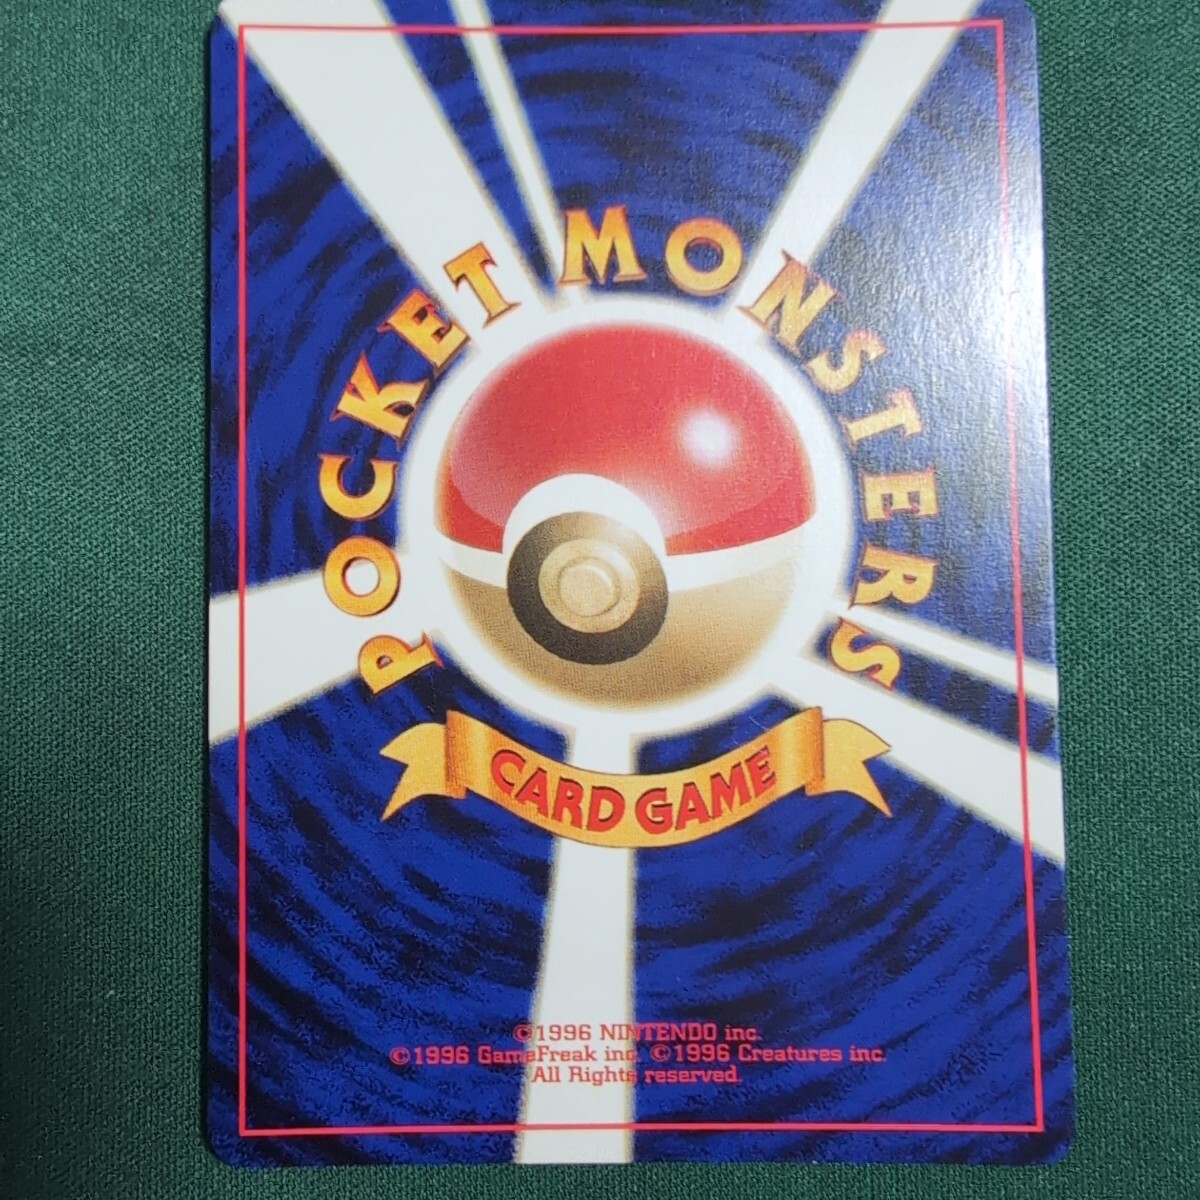 POCKET MONSTERS
CARD GAME
©1996 NINTENDO inc.
©1996 GameFreak inc. ©1996 Creatures inc.
All Rights reserved.